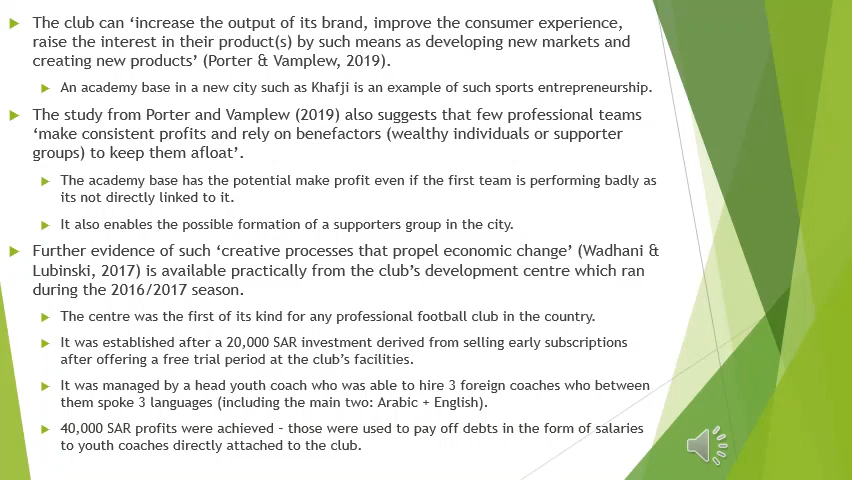 The club can ‘increase the output of its brand, improve the consumer experience,
raise the interest in their product(s) by such means as developing new markets and
creating new products’ (Porter & Vamplew, 2019).
An academy base in a new city such as Khafji is an example of such sports entrepreneurship.
The study from Porter and Vamplew (2019) also suggests that few professional teams
‘make consistent profits and rely on benefactors (wealthy individuals or supporter
groups) to keep them afloat’.
The academy base has the potential make profit even if the first team is performing badly as
its not directly linked to it.
It also enables the possible formation of a supporters group in the city.
Further evidence of such ‘creative processes that propel economic change’ (Wadhani &
Lubinski, 2017) is available practically from the club’s development centre which ran
during the 2016/2017 season.
The centre was the first of its kind for any professional football club in the country.
It was established after a 20,000 SAR investment derived from selling early subscriptions
after offering a free trial period at the club’s facilities.
It was managed by a head youth coach who was able to hire 3 foreign coaches who between
them spoke 3 languages (including the main two: Arabic + English).
40,000 SAR profits were achieved – those were used to pay off debts in the form of salaries
to youth coaches directly attached to the club.